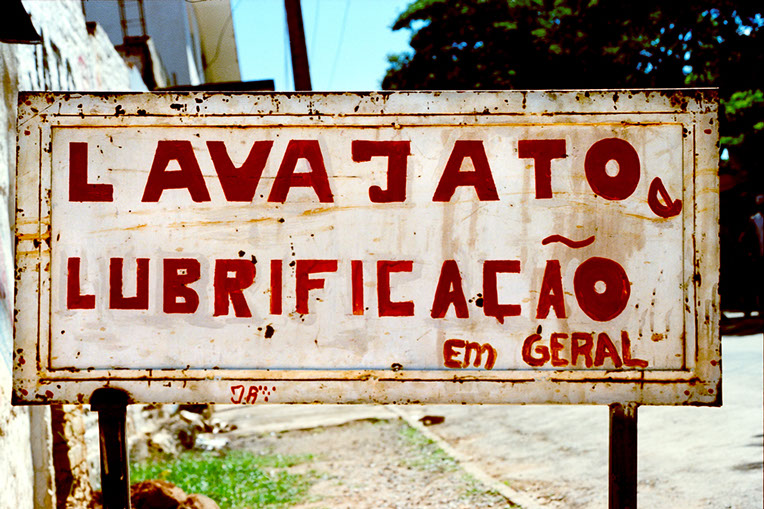 LAVAJATO
LUBRIFICAÇÃO
Em GERAL
J.A